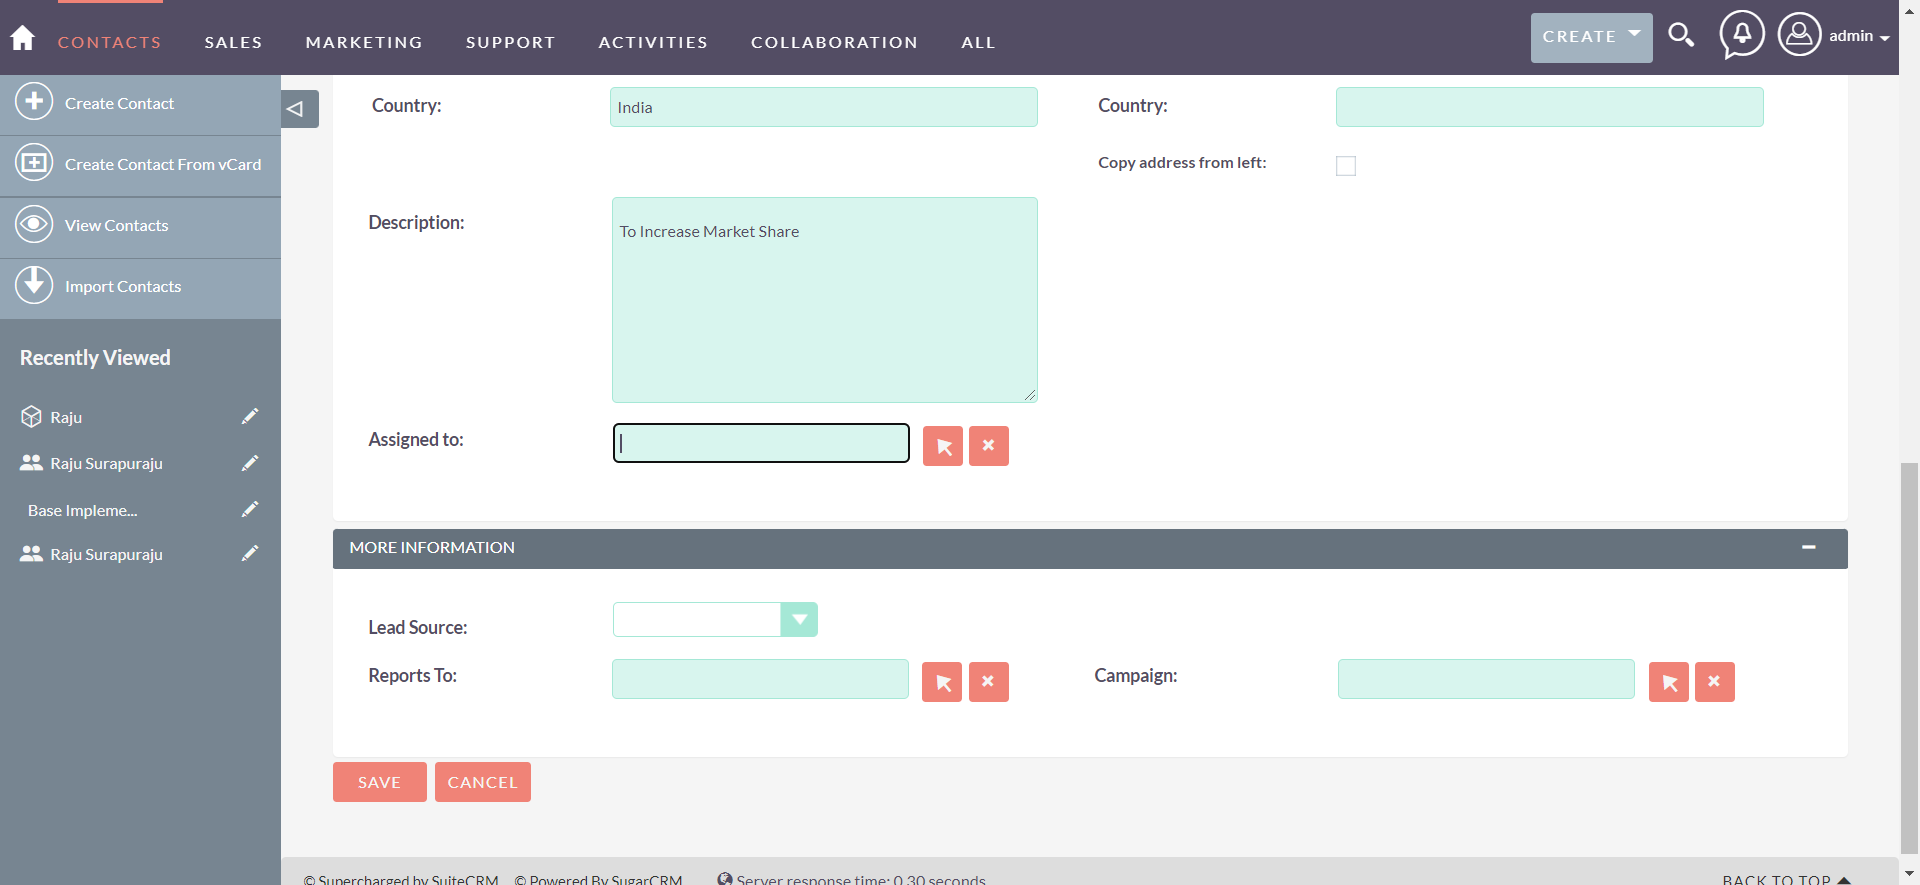 CONTACTS SALES MARKETING SUPPORT ACTIVITIES COLLABORATION ALL CREATE admin
Create Contact
Create Contact From vCard
View Contacts
Import Contacts
Recently Viewed
Raju
Raju Surapuraju
Base Impleme...
Raju Surapuraju
Country: India Country:
Copy address from left:
Description: To Increase Market Share
Assigned to:
MORE INFORMATION
Lead Source:
Reports To: Campaign:
SAVE CANCEL
© Supercharged by SuiteCRM © Powered By SugarCRM Server response time: 0.30 seconds BACK TO TOP